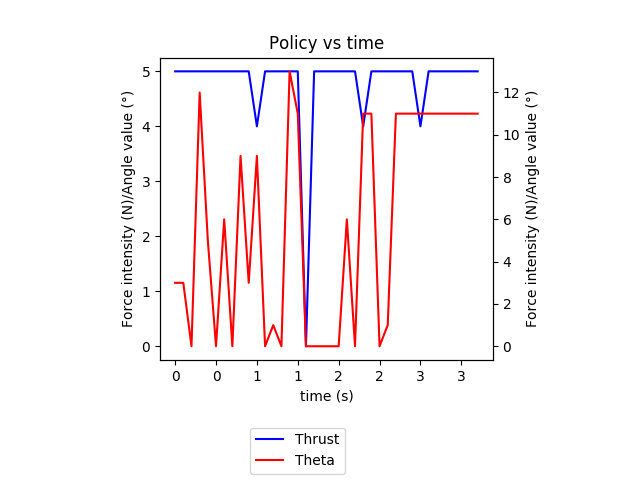 Policy vs time
Force intensity (N)/Angle value (°)
5
4
3
2
1
0
12
10
8
6
4
2
0
Force intensity (N)/Angle value (°)
0 0 1 1 2 2 3 3
time (s)
Thrust
Theta